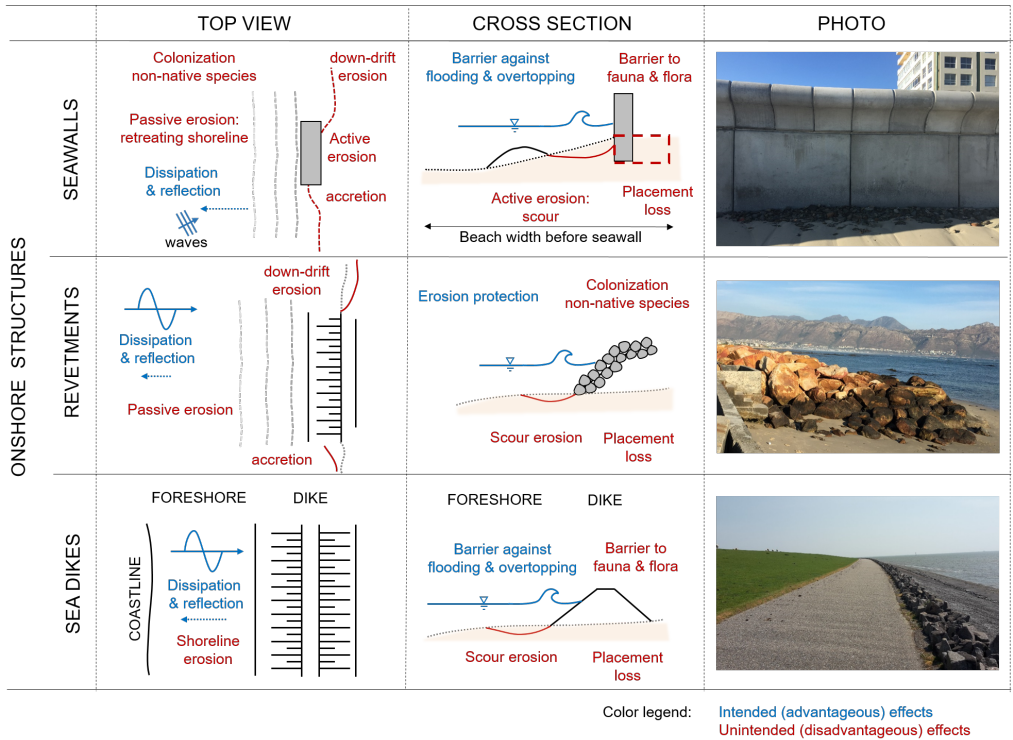 TOP VIEW
CROSS SECTION
PHOTO
ONSHORE STRUCTURES
SEAWALLS
Colonization
non-native species
down-drift
erosion
Passive erosion:
retreating shoreline
Active
erosion
Dissipation
& reflection
accretion
waves
Barrier against
flooding & overtopping
Barrier to
fauna & flora
Active erosion:
scour
Placement
loss
Beach width before seawall
REVETMENTS
down-drift
erosion
Dissipation
& reflection
Passive erosion
accretion
Erosion protection
Colonization
non-native species
Scour erosion
Placement
loss
SEA DIKES
FORESHORE
DIKE
COASTLINE
Dissipation
& reflection
Shoreline
erosion
FORESHORE
DIKE
Barrier against
flooding & overtopping
Barrier to
fauna & flora
Scour erosion
Placement
loss
Color legend:
Intended (advantageous) effects
Unintended (disadvantageous) effects